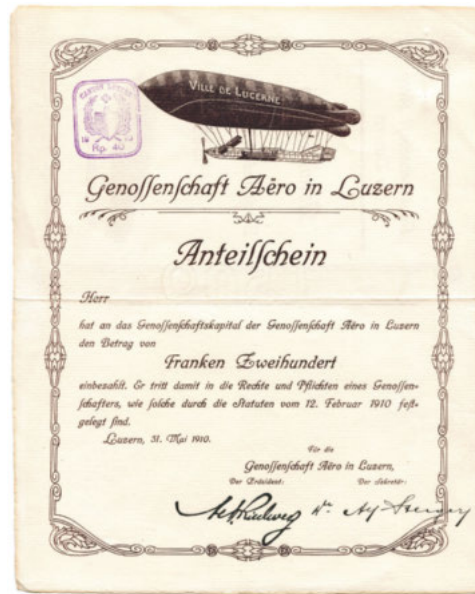 VILLE DE LUCERNE
CANTON LUZERN
19
Rp. 40
Genossenschaft Aëro in Luzern
Anteilschein
Herr
hat an das Genossenschaftskapital der Genossenschaft Aëro in Luzern
den Betrag von
Franken Zweihundert
einbezahlt. Er tritt damit in die Rechte und Pflichten eines Genossen-
schafters, wie solche durch die Statuten vom 12. Februar 1910 fest-
gelegt sind.
Luzern, 31. Mai 1910.
Für die
Genossenschaft Aëro in Luzern,
Der Präsident: Der Sekretär: